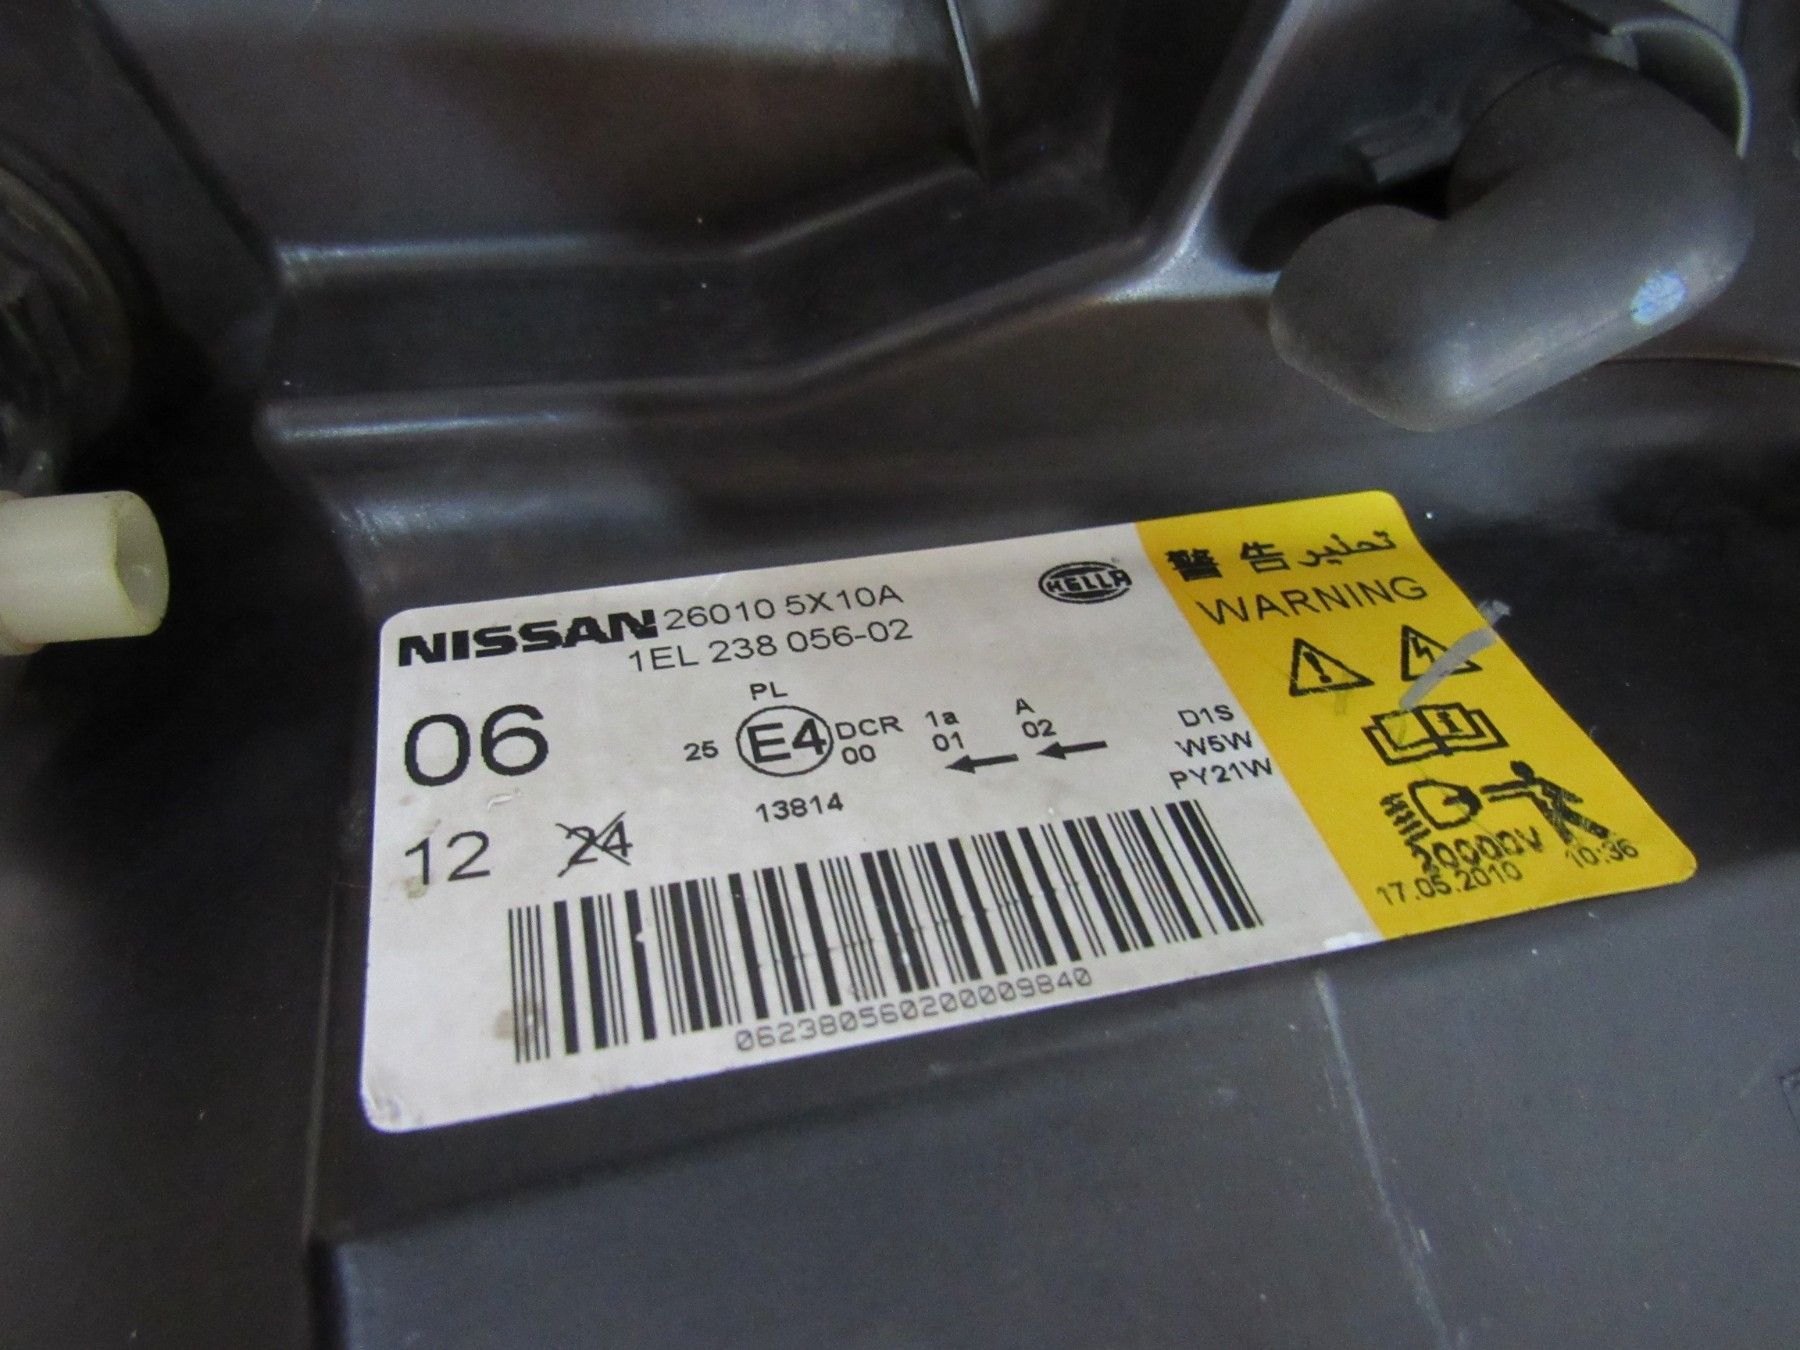 NISSAN 26010 5X10A
1EL 238 056-02
HELLA
06
12 24
PL
25 E4 DCR 1a A
00 01 02
13814
D1S
W5W
PY21W
062380560200009840
警告 تحذير
WARNING
20000V
17.05.2010 10:36